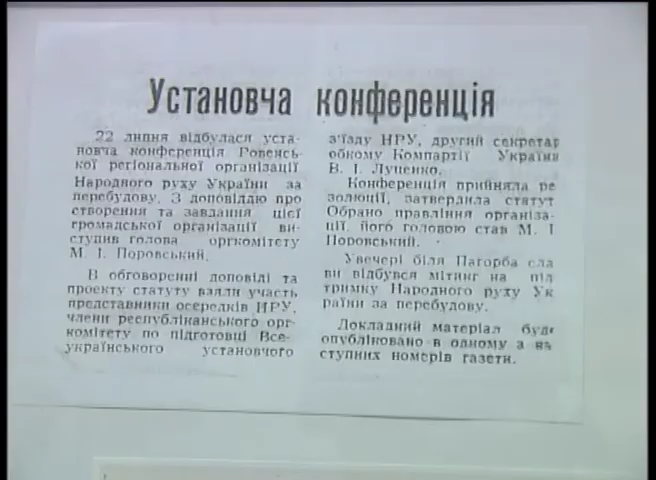 Установча конференція
22 липня відбулася уста-
новча конференція Ровенсь-
кої регіональної організації
Народного руху України за
перебудову. З доповіддю про
створення та завдання цієї
громадської організації ви-
ступив голова оргкомітету
М. І. Поровський.
В обговоренні доповіді та
проекту статуту взяли участь
представники осередків НРУ,
члени республіканського орг-
комітету по підготовці Все-
українського установчого
з'їзду НРУ, другий секретар
обкому Компартії України
В. І. Луценко.
Конференція прийняла ре
золюції, затвердила статут
Обрано правління організа-
ції, його головою став М. І
Поровський.
Увечері біля Пагорба сла
ви відбувся мітинг на під
тримку Народного руху Ук
раїни за перебудову.
Докладний матеріал буде
опубліковано в одному з на
ступних номерів газети.